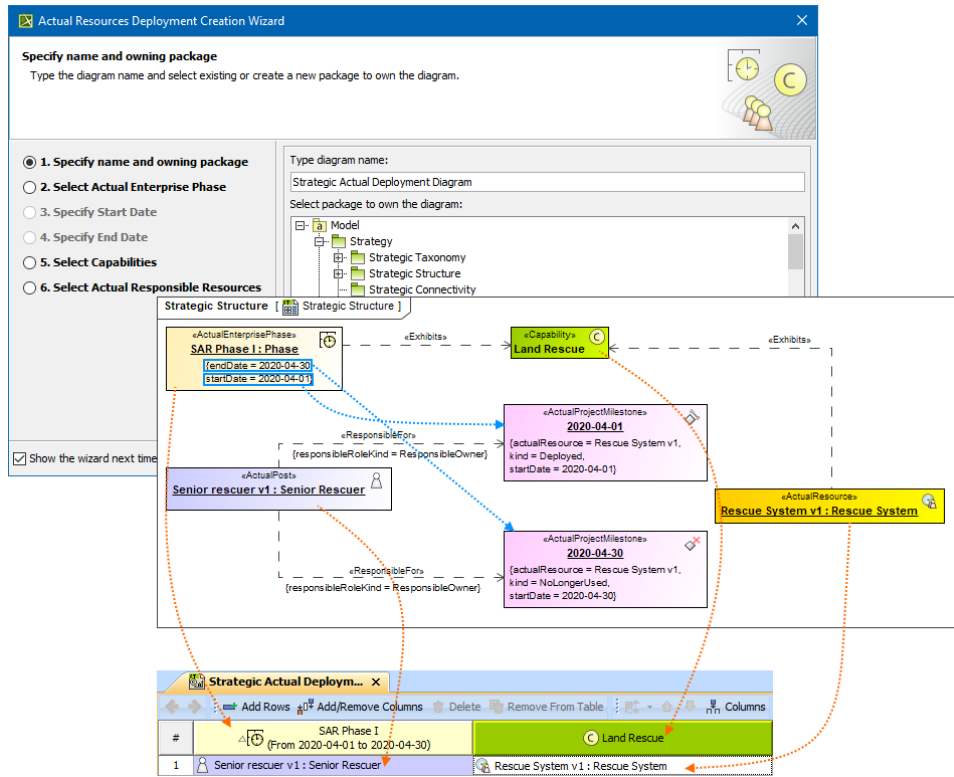 Actual Resources Deployment Creation Wizard
Specify name and owning package
Type the diagram name and select existing or create a new package to own the diagram.
C
1. Specify name and owning package
2. Select Actual Enterprise Phase
3. Specify Start Date
4. Specify End Date
5. Select Capabilities
6. Select Actual Responsible Resources
Type diagram name:
Strategic Actual Deployment Diagram
Select package to own the diagram:
Model
Strategy
Strategic Taxonomy
Strategic Structure
Strategic Connectivity
Show the wizard next time
Strategic Structure [ Strategic Structure ]
«ActualEnterprisePhase»
SAR Phase I : Phase
{endDate = 2020-04-30
startDate = 2020-04-01}
«Exhibits»
«Capability» C
Land Rescue
«Exhibits»
«ActualProjectMilestone»
2020-04-01
{actualResource = Rescue System v1,
kind = Deployed,
startDate = 2020-04-01}
«ResponsibleFor»
{responsibleRoleKind = ResponsibleOwner}
«ActualPost»
Senior rescuer v1 : Senior Rescuer
«ActualResource»
Rescue System v1 : Rescue System
«ActualProjectMilestone»
2020-04-30
{actualResource = Rescue System v1,
kind = NoLongerUsed,
startDate = 2020-04-30}
«ResponsibleFor»
{responsibleRoleKind = ResponsibleOwner}
Strategic Actual Deploym... ×
Add Rows Add/Remove Columns Delete Remove From Table Columns
# SAR Phase I
(From 2020-04-01 to 2020-04-30)
C Land Rescue
1 Senior rescuer v1 : Senior Rescuer Rescue System v1 : Rescue System